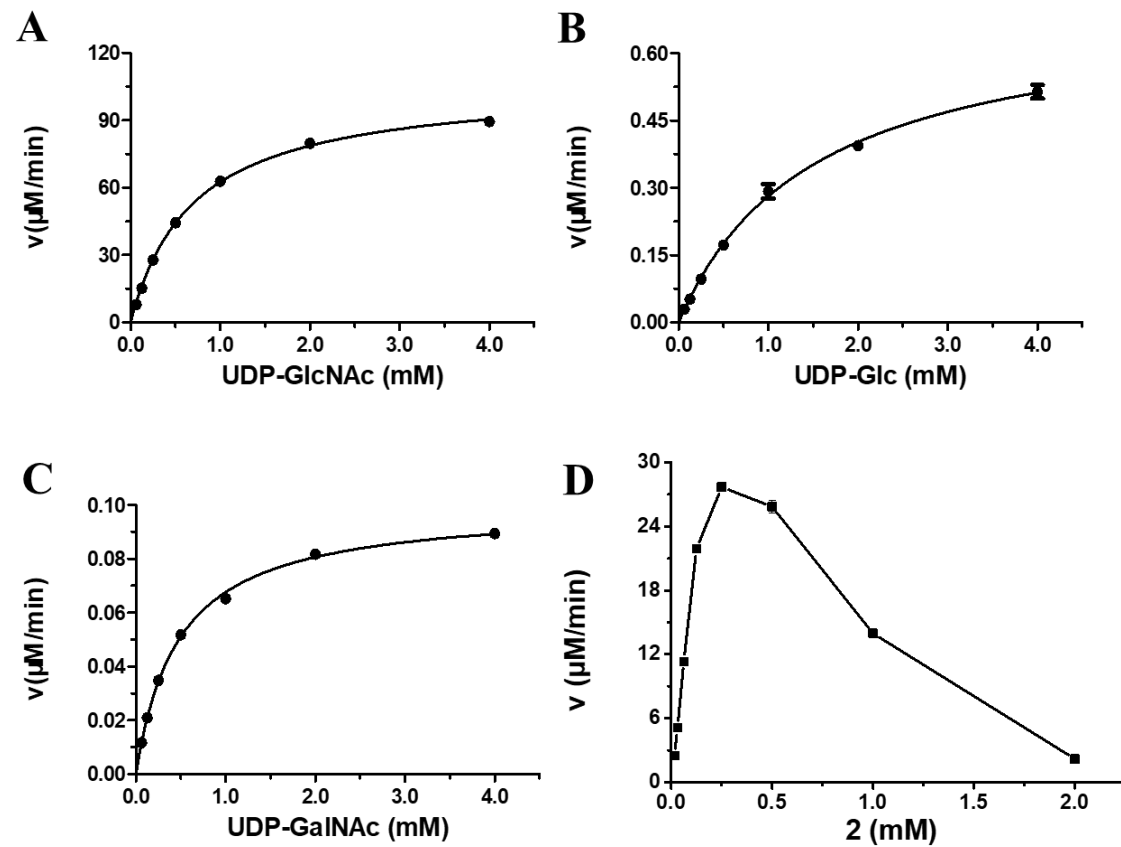 A
v(µM/min)
120
90
60
30
0
0.0 1.0 2.0 3.0 4.0
UDP-GlcNAc (mM)
B
v(µM/min)
0.60
0.45
0.30
0.15
0.00
0.0 1.0 2.0 3.0 4.0
UDP-Glc (mM)
C
v(µM/min)
0.10
0.08
0.06
0.04
0.02
0.00
0.0 1.0 2.0 3.0 4.0
UDP-GalNAc (mM)
D
v (µM/min)
30
24
18
12
6
0
0.0 0.5 1.0 1.5 2.0
2 (mM)